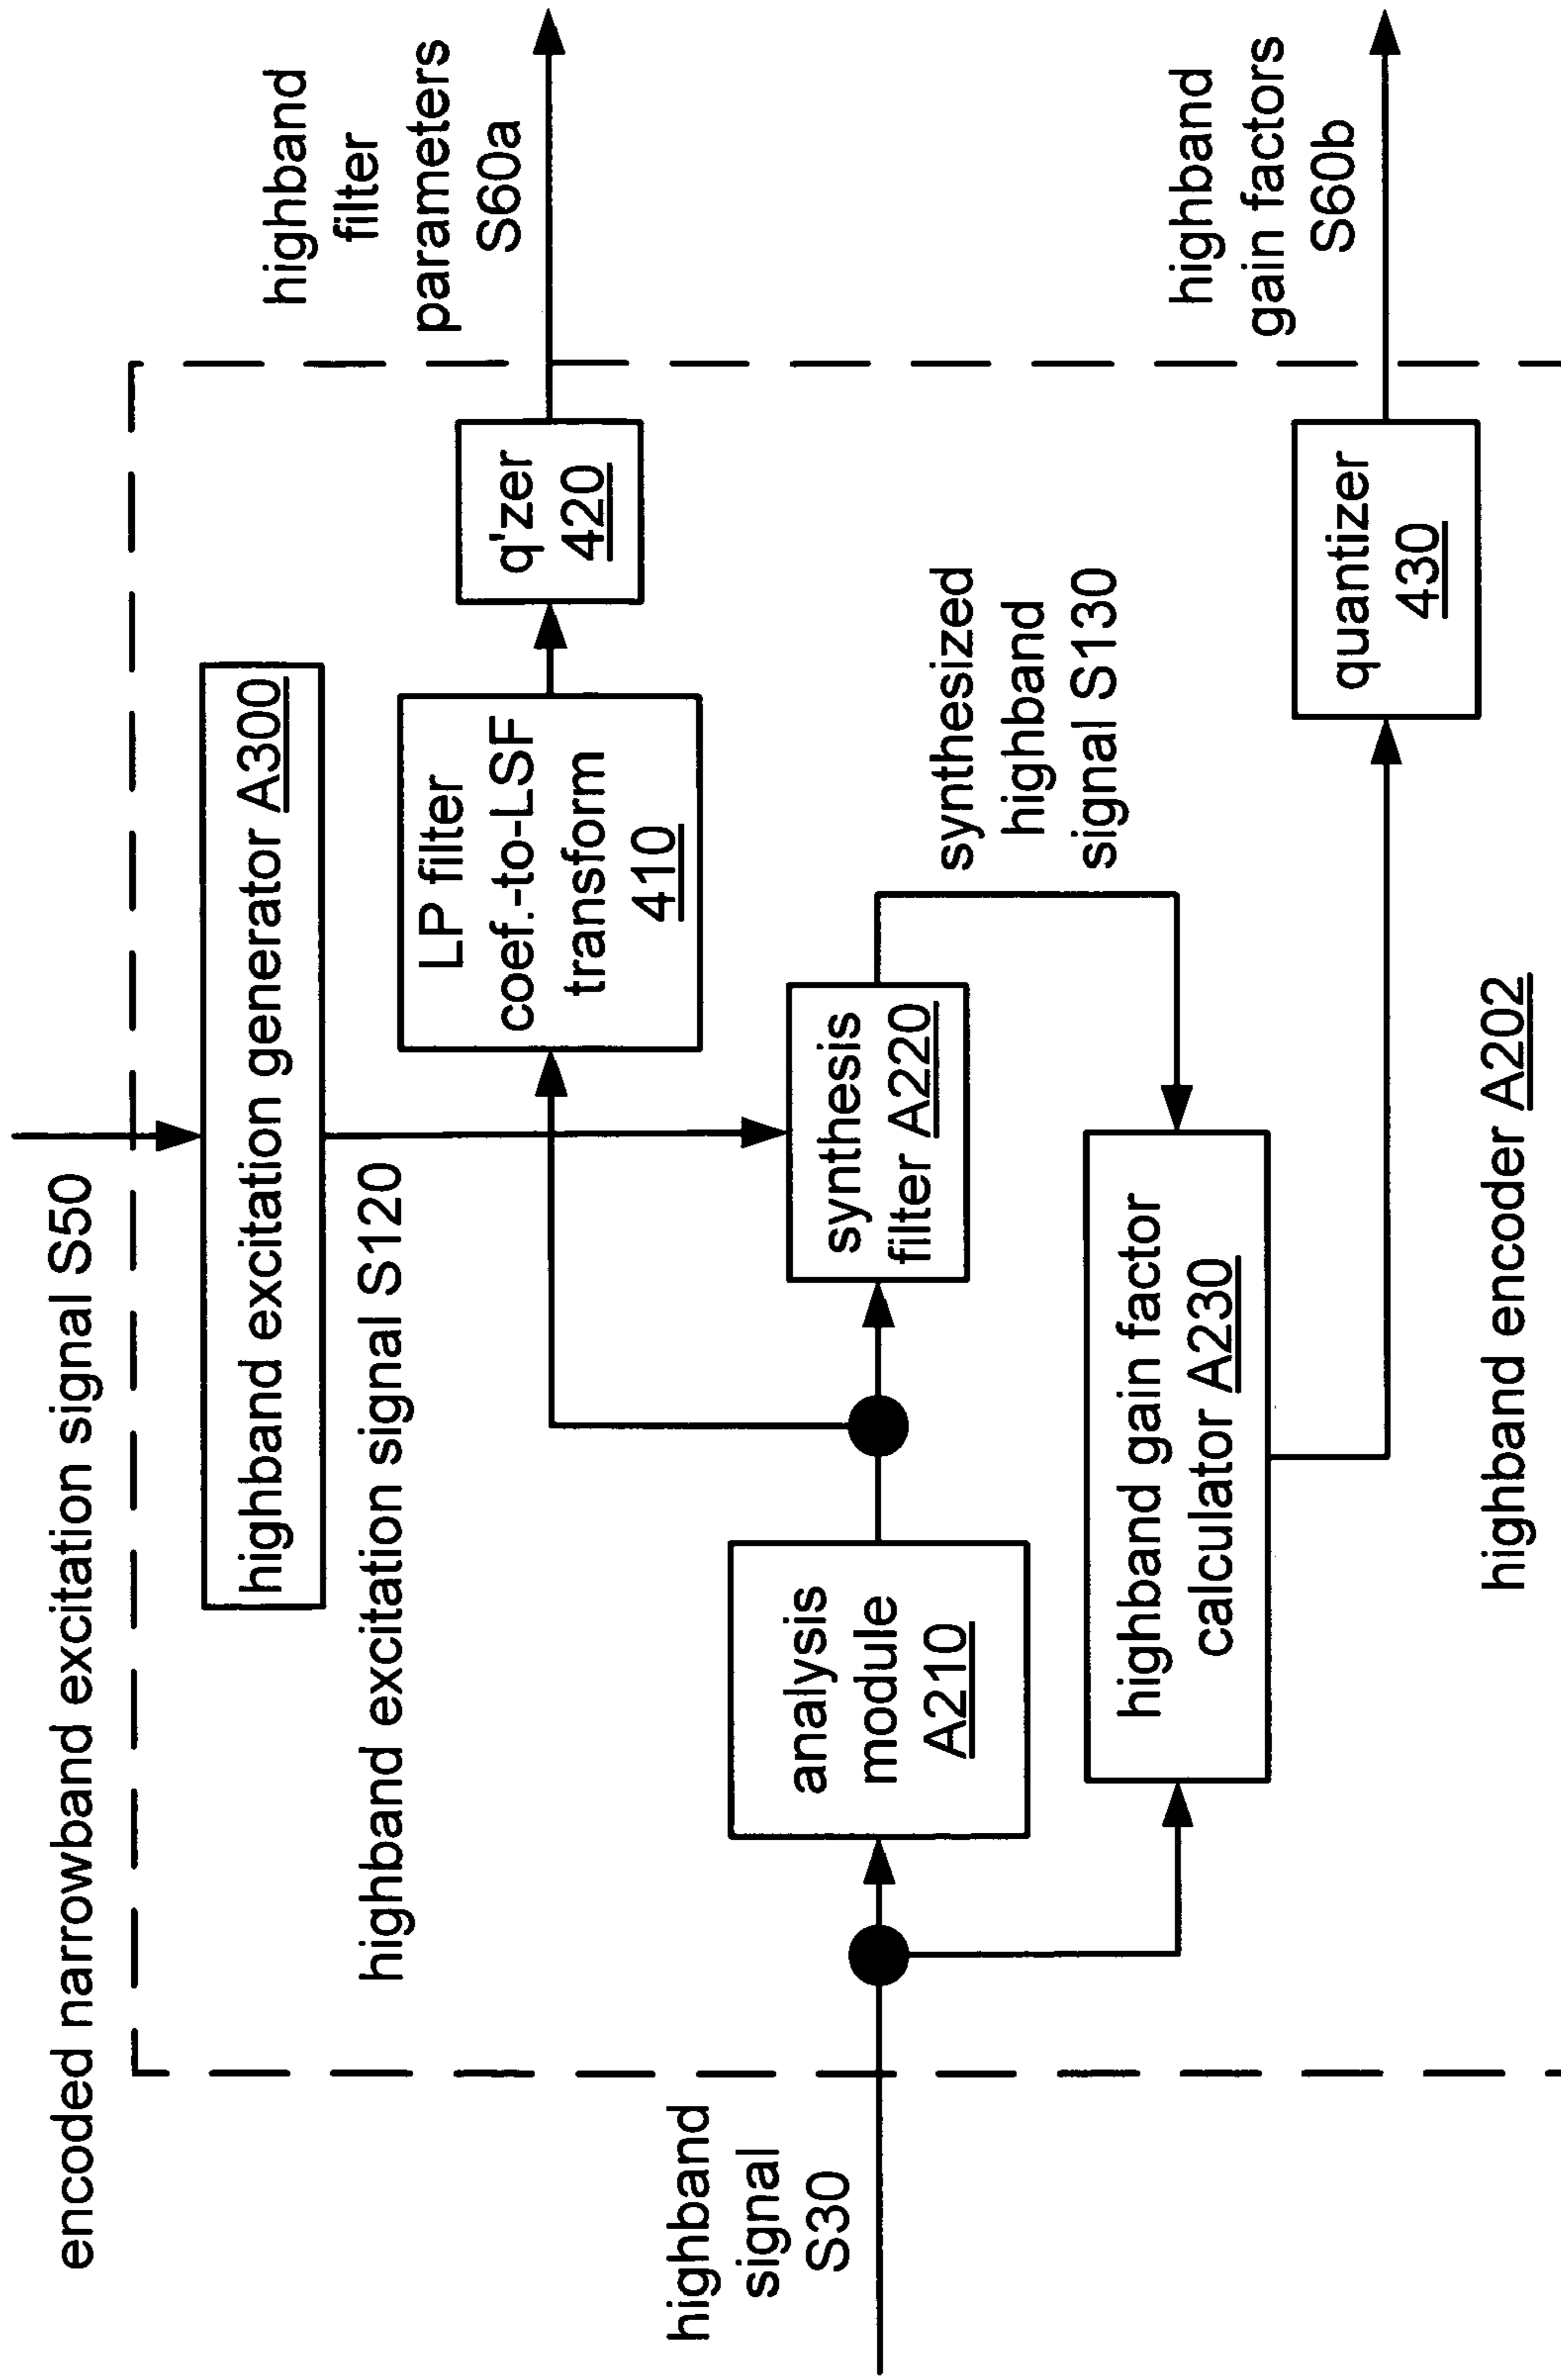 encoded narrowband excitation signal S50
highband excitation generator A300
highband excitation signal S120
highband
filter
parameters
S60a
LP filter
coef.-to-LSF
transform
410
q'zer
420
highband
signal
S30
analysis
module
A210
synthesis
filter A220
synthesized
highband
signal S130
highband gain factor
calculator A230
quantizer
430
highband
gain factors
S60b
highband encoder A202